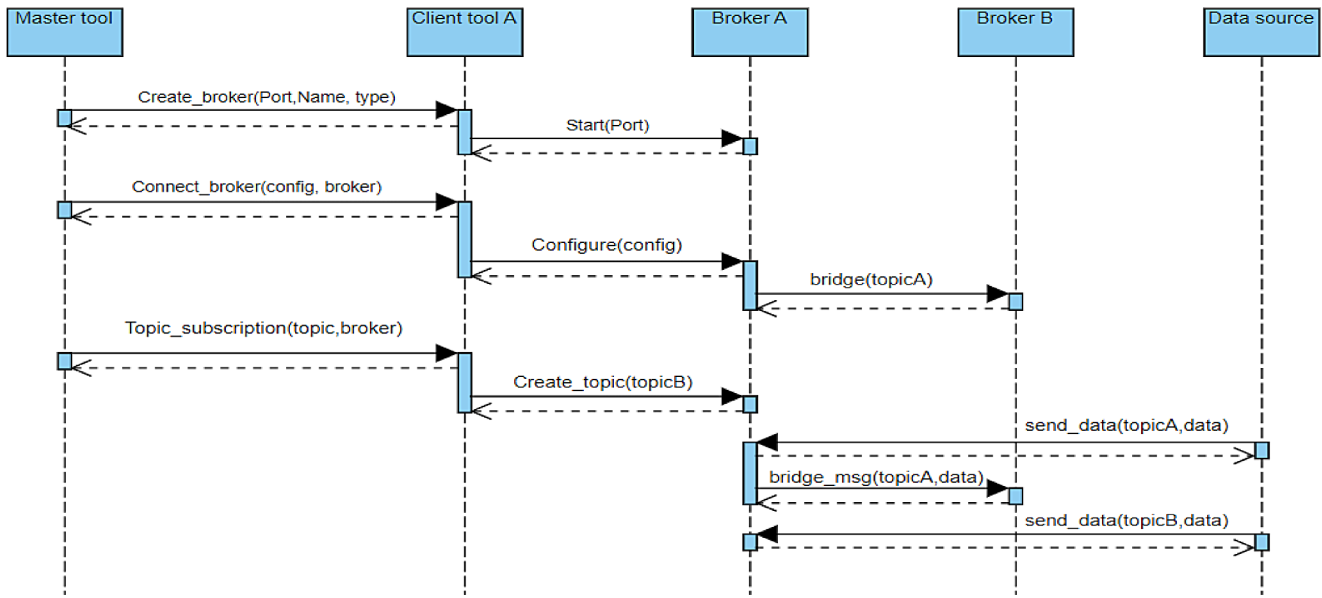 Master tool
Client tool A
Broker A
Broker B
Data source
Create_broker(Port,Name, type)
Start(Port)
Connect_broker(config, broker)
Configure(config)
bridge(topicA)
Topic_subscription(topic,broker)
Create_topic(topicB)
send_data(topicA,data)
bridge_msg(topicA,data)
send_data(topicB,data)